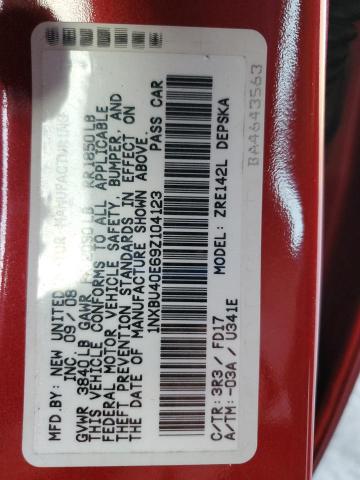 MFD.BY: NEW UNITED MOTOR MANUFACTURING
INC. 09/08
GVWR 3840LB GAWR FR 2090LB RR1850LB
THIS VEHICLE CONFORMS TO ALL APPLICABLE
FEDERAL MOTOR VEHICLE SAFETY, BUMPER, AND
THEFT PREVENTION STANDARDS IN EFFECT ON
THE DATE OF MANUFACTURE SHOWN ABOVE.
1NXBU40E69Z104123 PASS CAR
ZRE142L DEPSKA
C/TR: 3R3 / FD17
A/TM: -03A / U341E
BA4643563